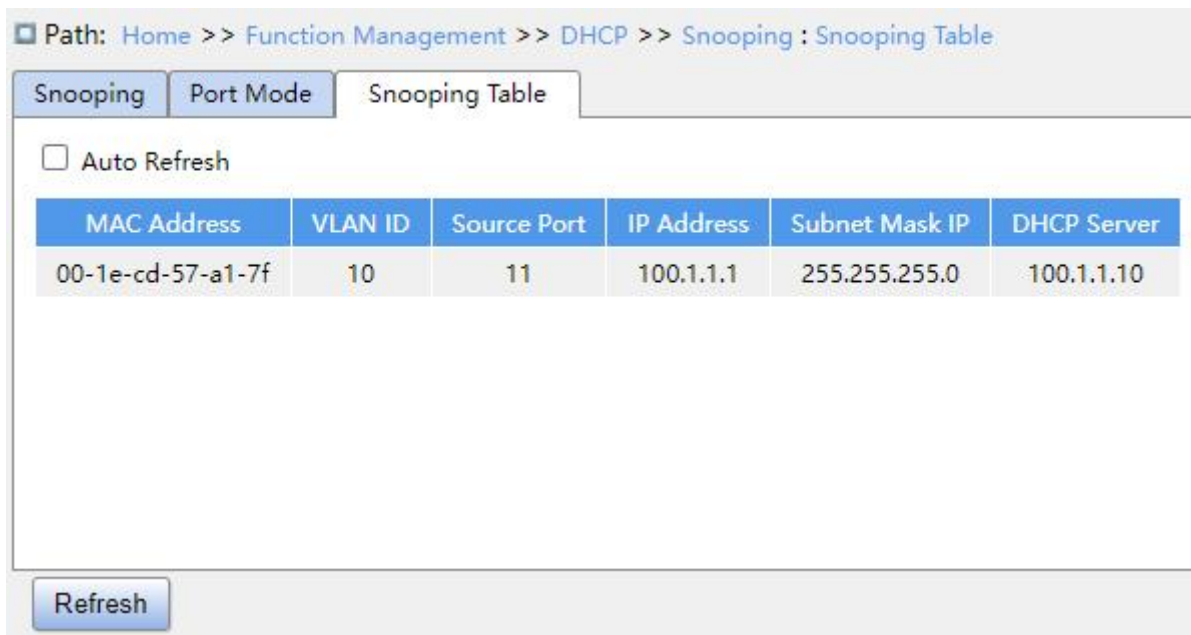 Path: Home >> Function Management >> DHCP >> Snooping : Snooping Table
Snooping Port Mode Snooping Table
Auto Refresh
MAC Address VLAN ID Source Port IP Address Subnet Mask IP DHCP Server
00-1e-cd-57-a1-7f 10 11 100.1.1.1 255.255.255.0 100.1.1.10
Refresh